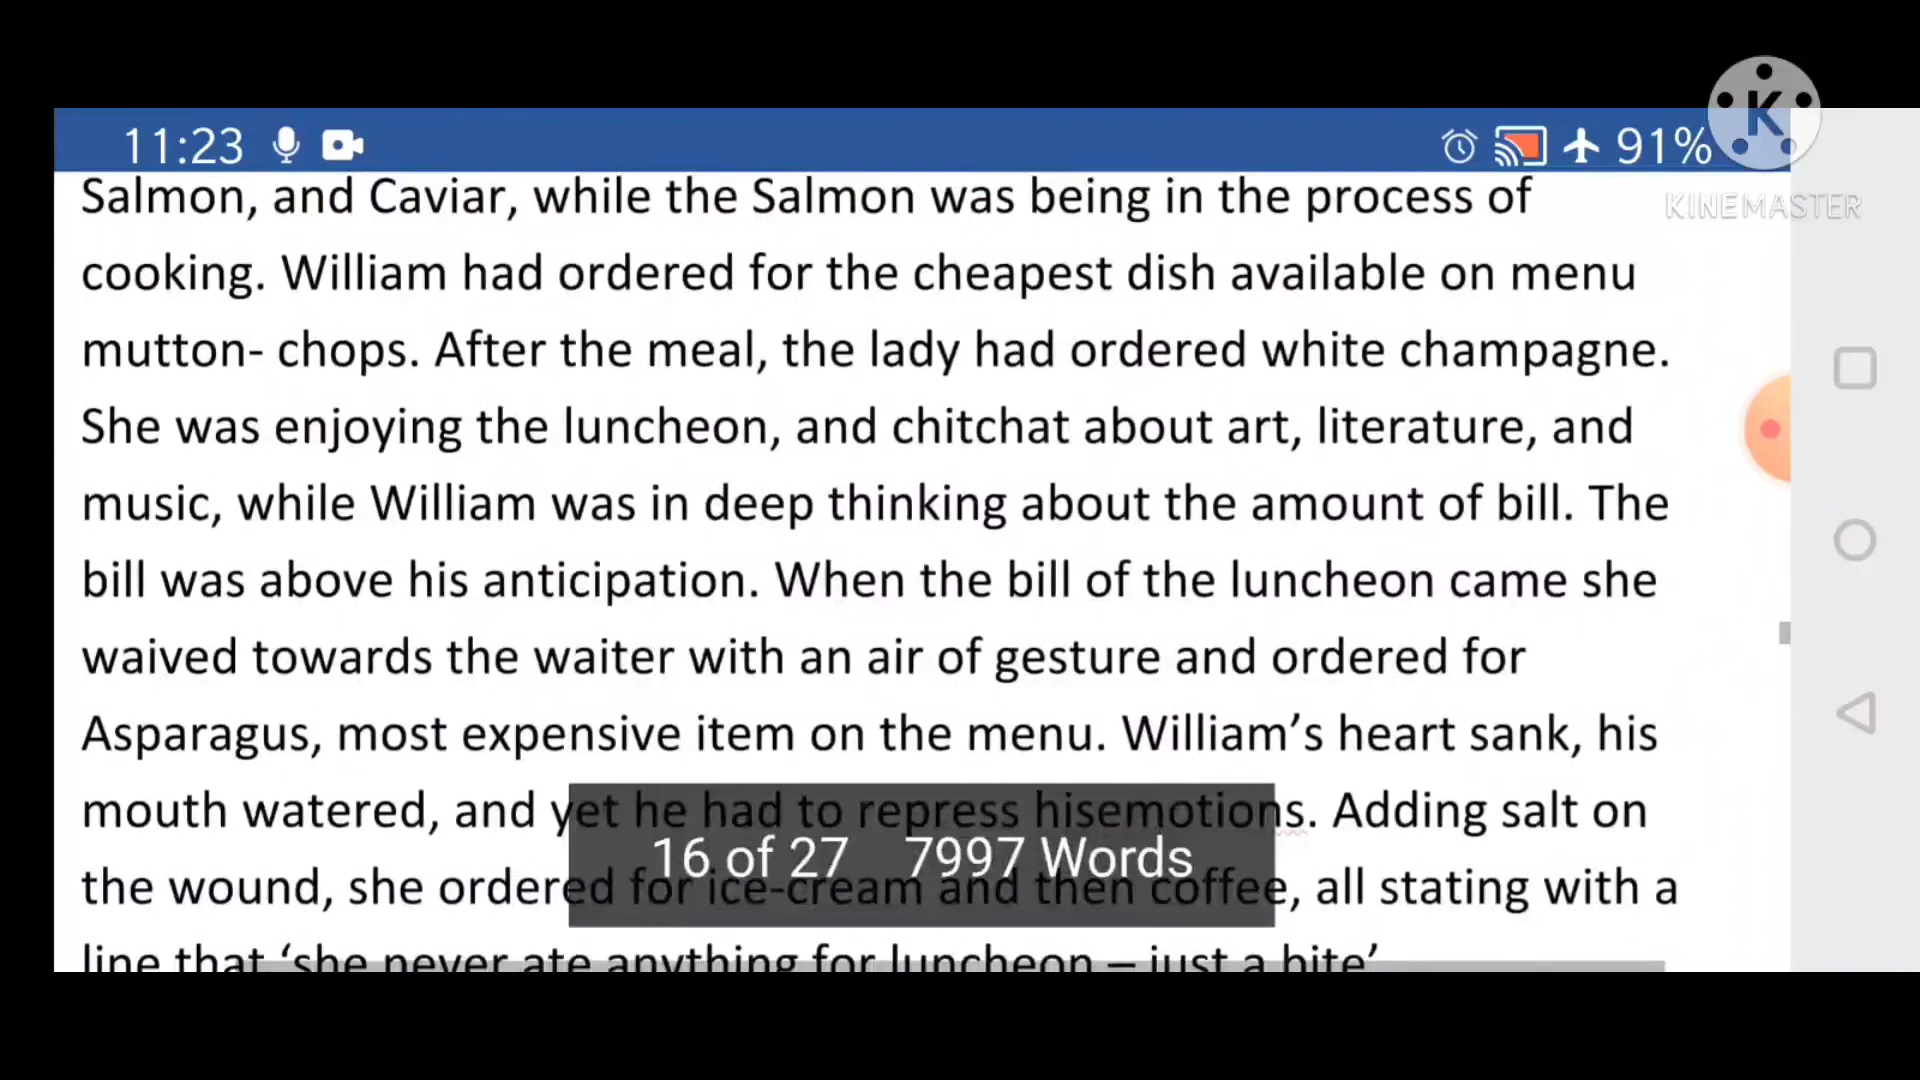 11:23
91%
K
KINEMASTER
Salmon, and Caviar, while the Salmon was being in the process of
cooking. William had ordered for the cheapest dish available on menu
mutton- chops. After the meal, the lady had ordered white champagne.
She was enjoying the luncheon, and chitchat about art, literature, and
music, while William was in deep thinking about the amount of bill. The
bill was above his anticipation. When the bill of the luncheon came she
waived towards the waiter with an air of gesture and ordered for
Asparagus, most expensive item on the menu. William’s heart sank, his
mouth watered, and yet he had to repress hisemotions. Adding salt on
16 of 27 7997 Words
the wound, she ordered for ice-cream and then coffee, all stating with a
line that ‘she never ate anything for luncheon – just a bite’